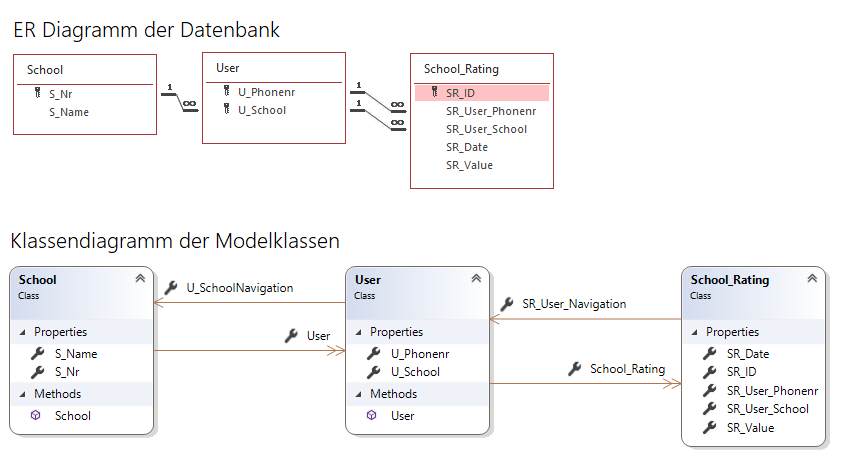 ER Diagramm der Datenbank
School
S_Nr
S_Name
1
∞
User
U_Phonenr
U_School
1
∞
1
∞
School_Rating
SR_ID
SR_User_Phonenr
SR_User_School
SR_Date
SR_Value
Klassendiagramm der Modelklassen
School
Class
Properties
S_Name
S_Nr
Methods
School
U_SchoolNavigation
User
User
Class
Properties
U_Phonenr
U_School
Methods
User
SR_User_Navigation
School_Rating
School_Rating
Class
Properties
SR_Date
SR_ID
SR_User_Phonenr
SR_User_School
SR_Value